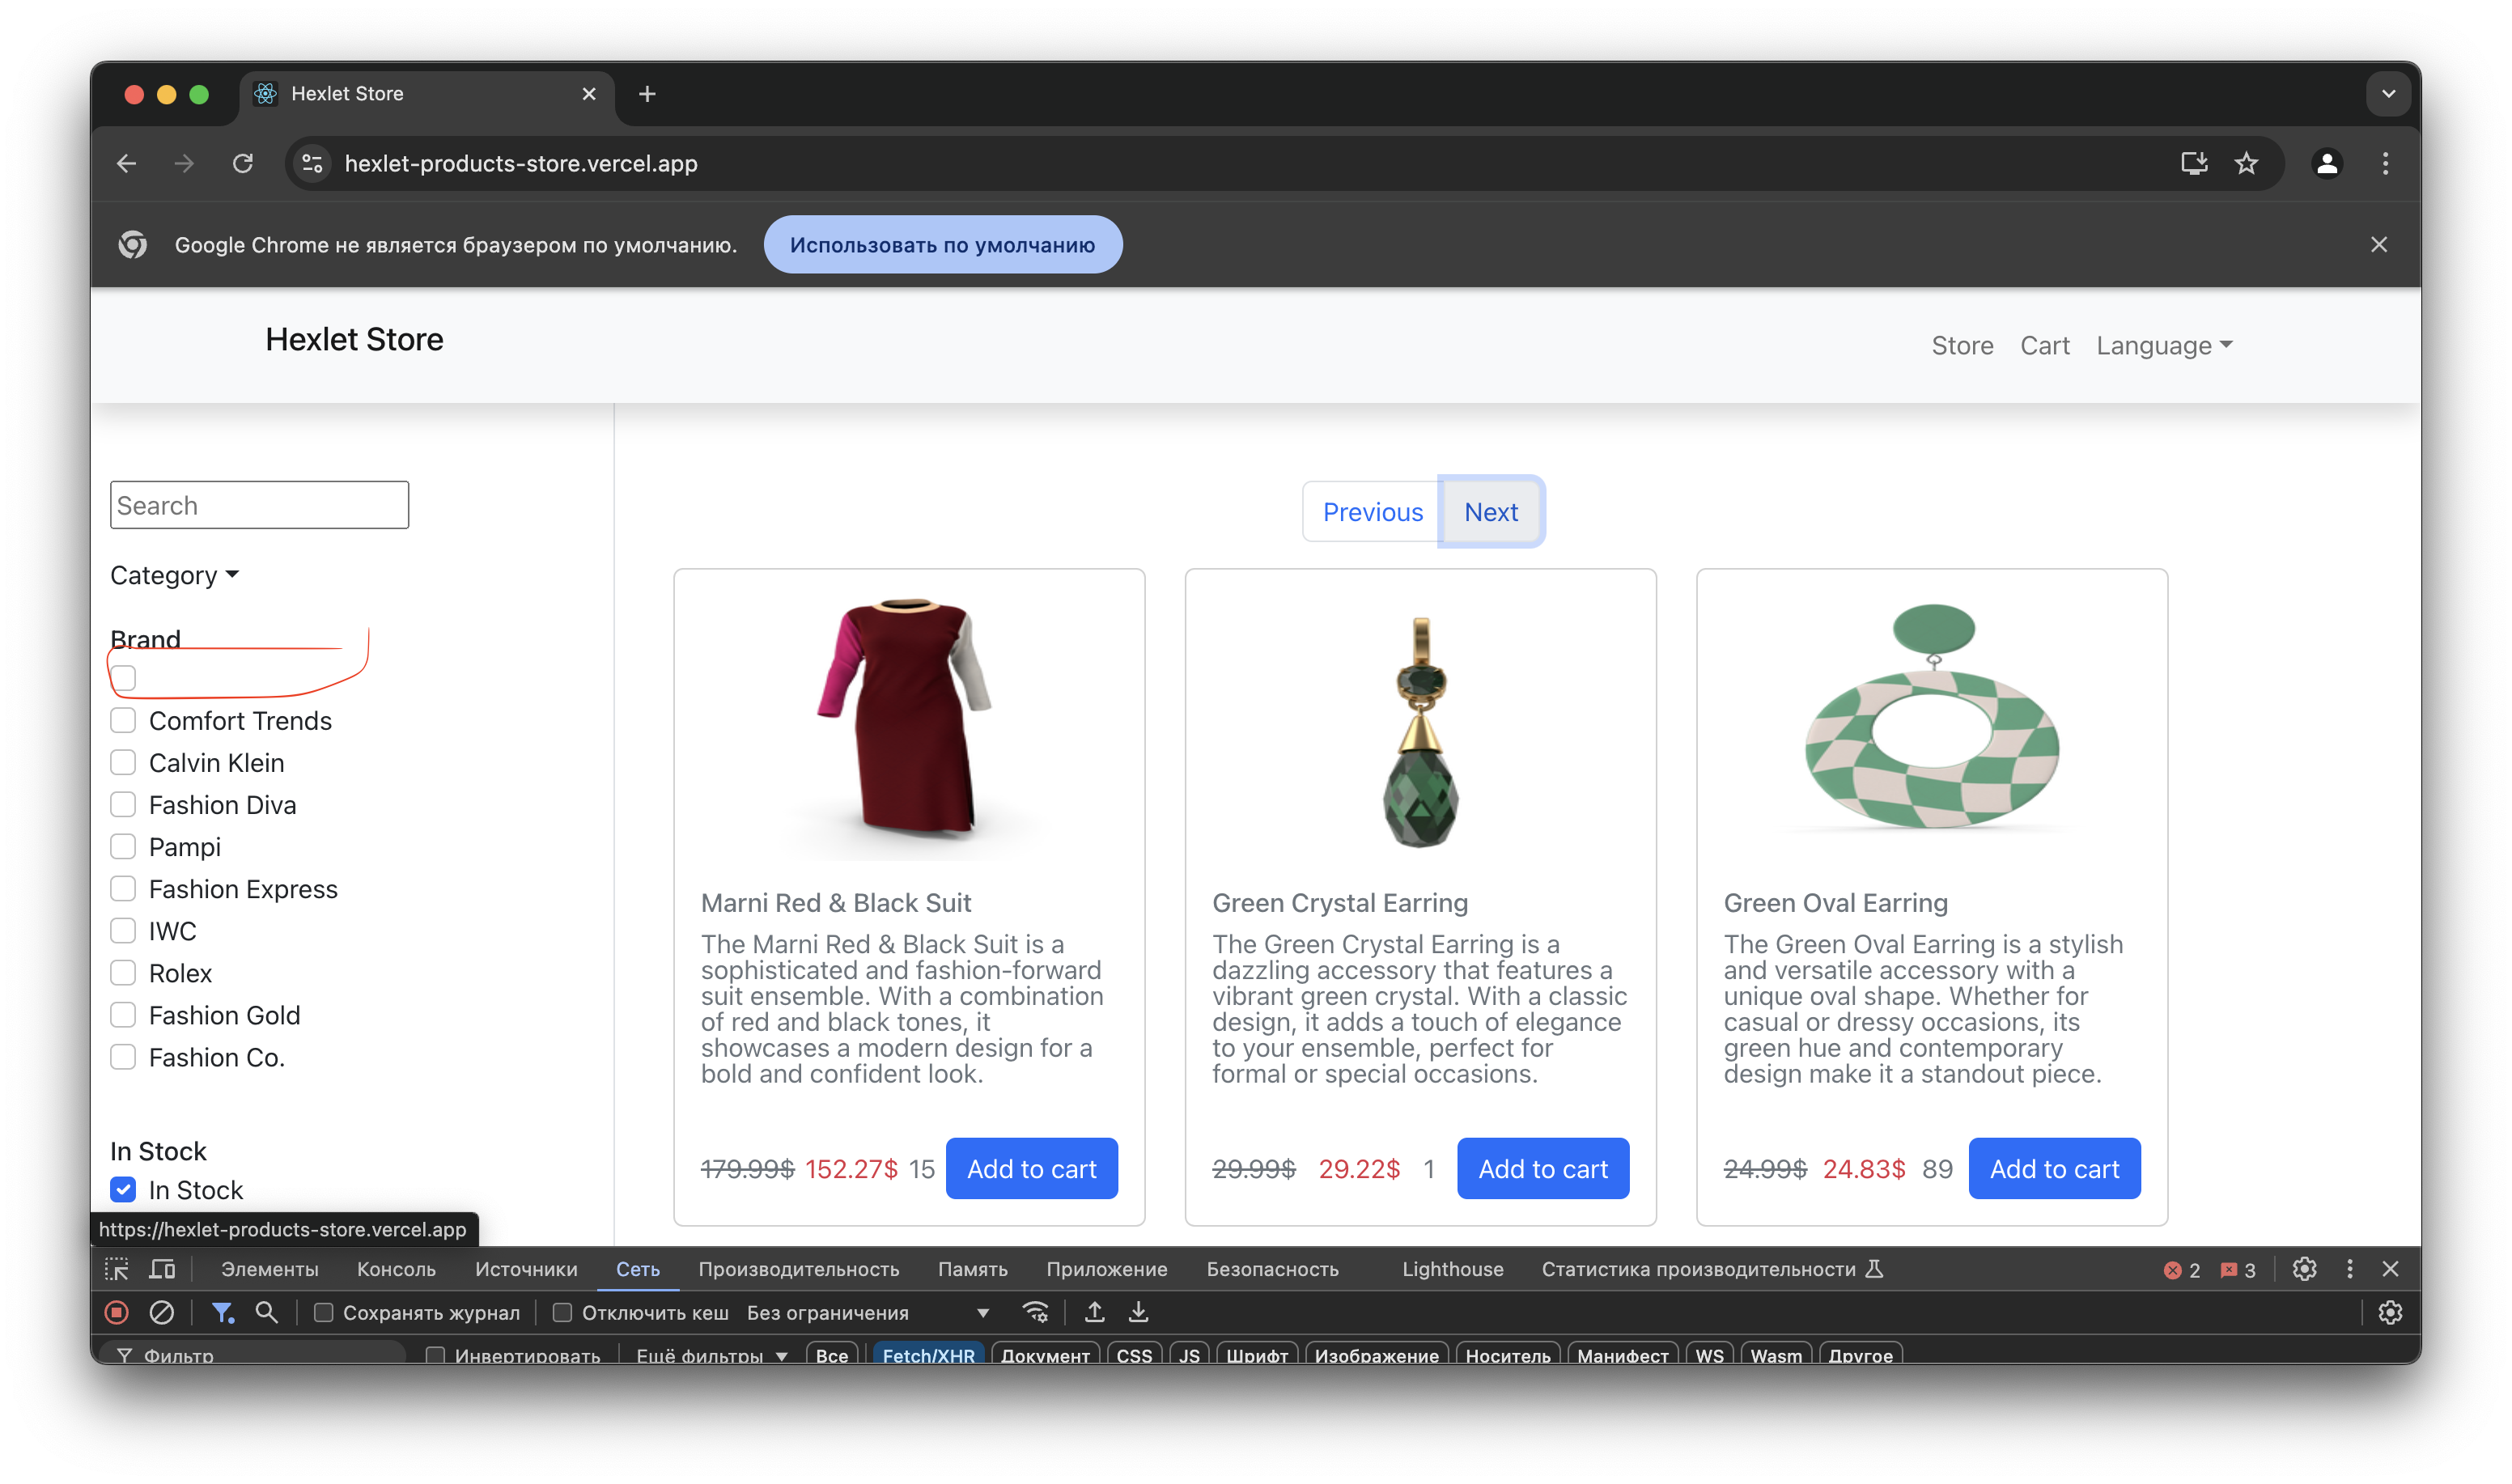 Hexlet Store
hexlet-products-store.vercel.app
Google Chrome не является браузером по умолчанию. Использовать по умолчанию
Hexlet Store
Store Cart Language
Search
Category
Brand
Comfort Trends
Calvin Klein
Fashion Diva
Pampi
Fashion Express
IWC
Rolex
Fashion Gold
Fashion Co.
In Stock
In Stock
https://hexlet-products-store.vercel.app
Previous Next
Marni Red & Black Suit
The Marni Red & Black Suit is a
sophisticated and fashion-forward
suit ensemble. With a combination
of red and black tones, it
showcases a modern design for a
bold and confident look.
179.99$ 152.27$ 15 Add to cart
Green Crystal Earring
The Green Crystal Earring is a
dazzling accessory that features a
vibrant green crystal. With a classic
design, it adds a touch of elegance
to your ensemble, perfect for
formal or special occasions.
29.99$ 29.22$ 1 Add to cart
Green Oval Earring
The Green Oval Earring is a stylish
and versatile accessory with a
unique oval shape. Whether for
casual or dressy occasions, its
green hue and contemporary
design make it a standout piece.
24.99$ 24.83$ 89 Add to cart
Элементы Консоль Источники Сеть Производительность Память Приложение Безопасность Lighthouse Статистика производительности 2 3
Сохранять журнал Отключить кеш Без ограничения
Фильтр Инвертировать Ещё фильтры Все Fetch/XHR Документ CSS JS Шрифт Изображение Носитель Манифест WS Wasm Другое